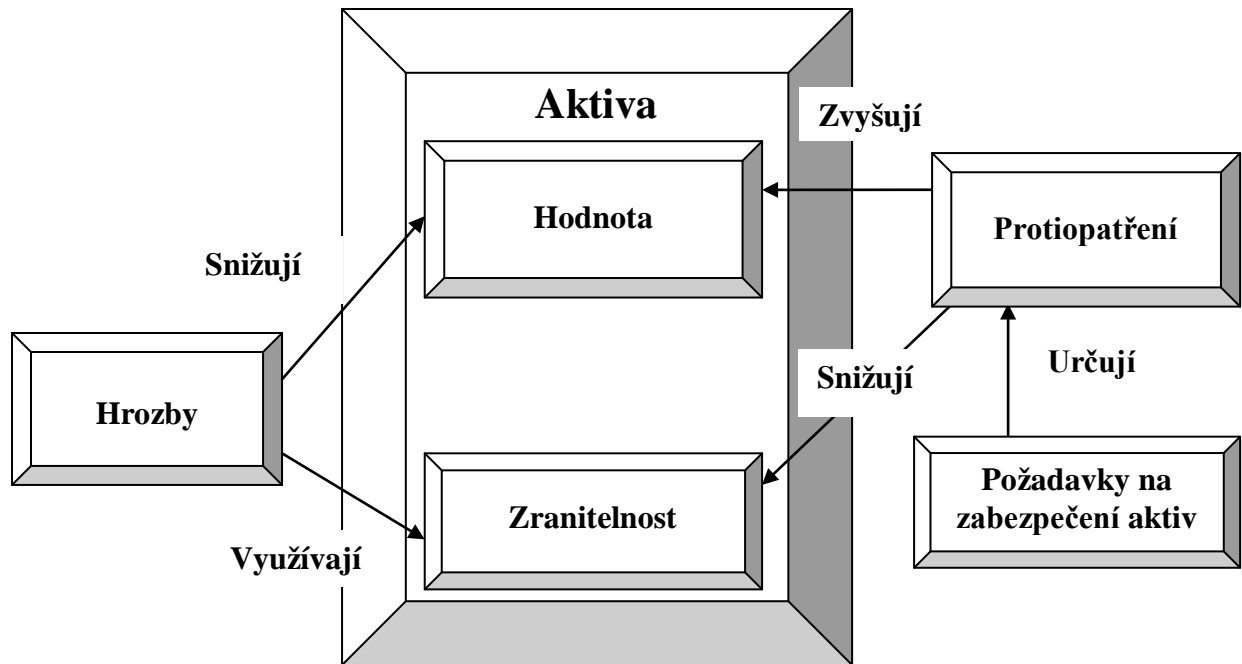 Aktiva
Zvyšují
Hodnota
Protiopatření
Snižují
Snižují
Určují
Hrozby
Zranitelnost
Požadavky na
zabezpečení aktiv
Využívají